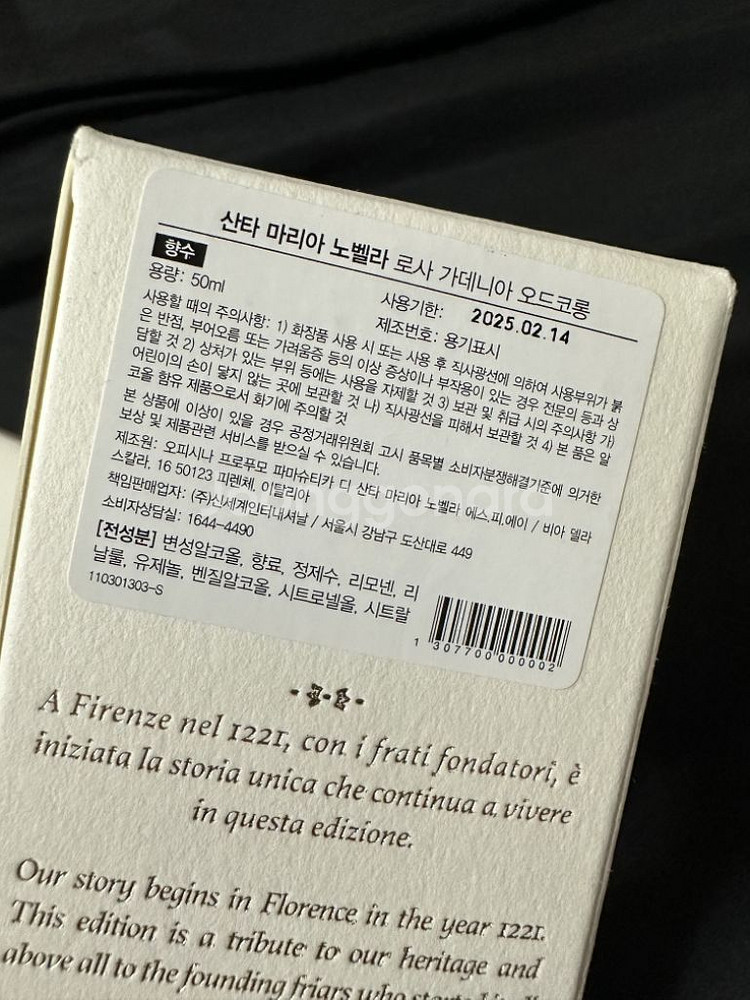 산타 마리아 노벨라 로사 가데니아 오드코롱
향수
용량: 50ml
사용기한: 2025.02.14
제조번호: 용기표시
사용할 때의 주의사항: 1) 화장품 사용 시 또는 사용 후 직사광선에 의하여 사용부위가 붉
은 반점, 부어오름 또는 가려움증 등의 이상 증상이나 부작용이 있는 경우 전문의 등과 상
담할 것 2) 상처가 있는 부위 등에는 사용을 자제할 것 3) 보관 및 취급 시의 주의사항 가)
어린이의 손이 닿지 않는 곳에 보관할 것 나) 직사광선을 피해서 보관할 것 4) 본 품은 알
코올 함유 제품으로서 화기에 주의할 것
본 상품에 이상이 있을 경우 공정거래위원회 고시 품목별 소비자분쟁해결기준에 의거한
보상 및 제품관련 서비스를 받으실 수 있습니다.
제조원: 오피시나 프로푸모 파마슈티카 디 산타 마리아 노벨라 에스.피.에이 / 비아 델라
스칼라, 16 50123 피렌체, 이탈리아
책임판매업자: (주)신세계인터내셔날 / 서울시 강남구 도산대로 449
소비자상담실: 1644-4490
[전성분] 변성알코올, 향료, 정제수, 리모넨, 리
날룰, 유제놀, 벤질알코올, 시트로넬올, 시트랄
110301303-S
1 307700 000002
A Firenze nel 1221, con i frati fondatori, è
iniziata la storia unica che continua a vivere
in questa edizione.
Our story begins in Florence in the year 1221.
This edition is a tribute to our heritage and
above all to the founding friars who started